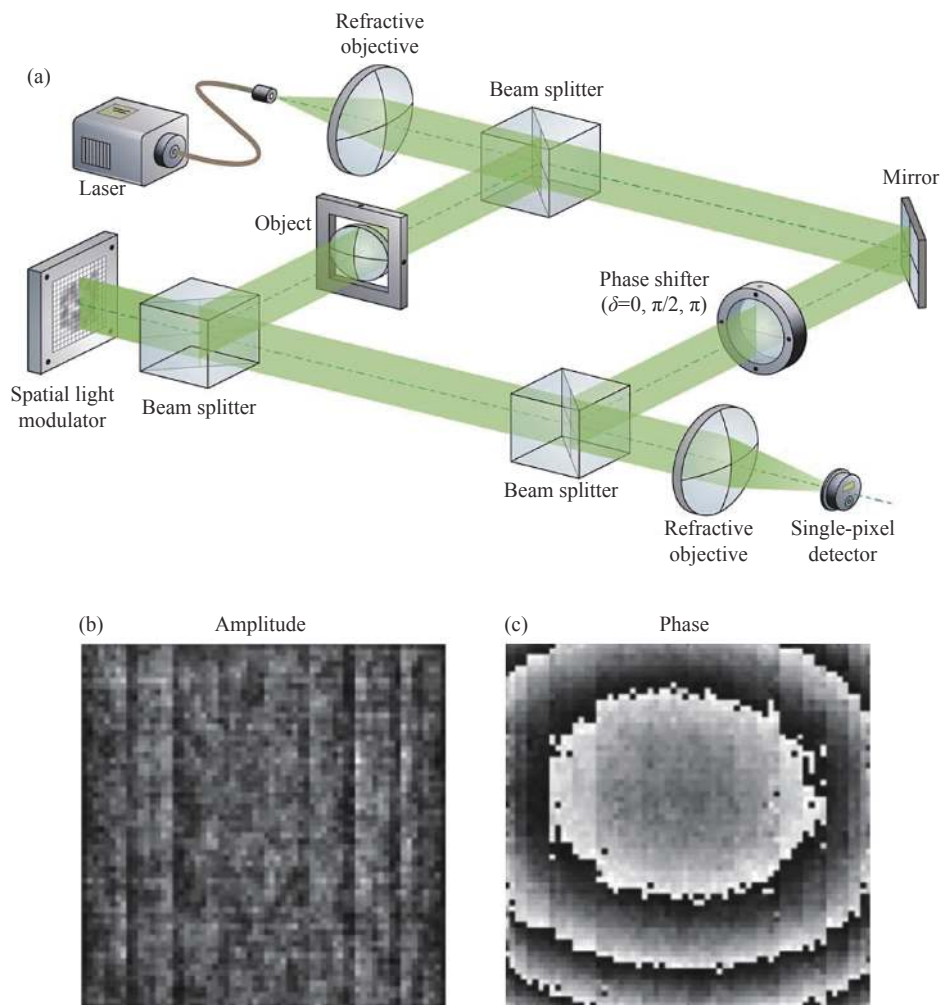 (a)
Refractive
objective
Beam splitter
Laser
Mirror
Object
Phase shifter
(δ=0, π/2, π)
Spatial light
modulator
Beam splitter
Beam splitter
Refractive
objective
Single-pixel
detector
(b)
Amplitude
(c)
Phase